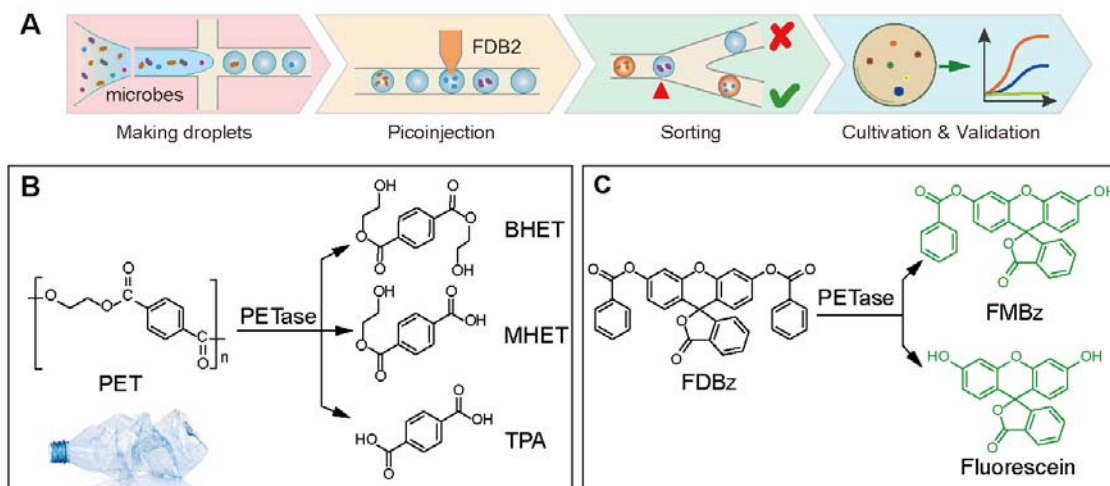 A
microbes
FDB2
Making droplets
Picoinjection
Sorting
Cultivation & Validation
B
PET
O
O
C
O
C
O
n
PETase
OH
O
O
O
O
OH
BHET
OH
O
O
O
OH
MHET
O
OH
HO
O
TPA
C
O
O
O
O
O
O
O
FDBz
PETase
O
O
O
OH
O
O
FMBz
HO
O
OH
O
O
Fluorescein